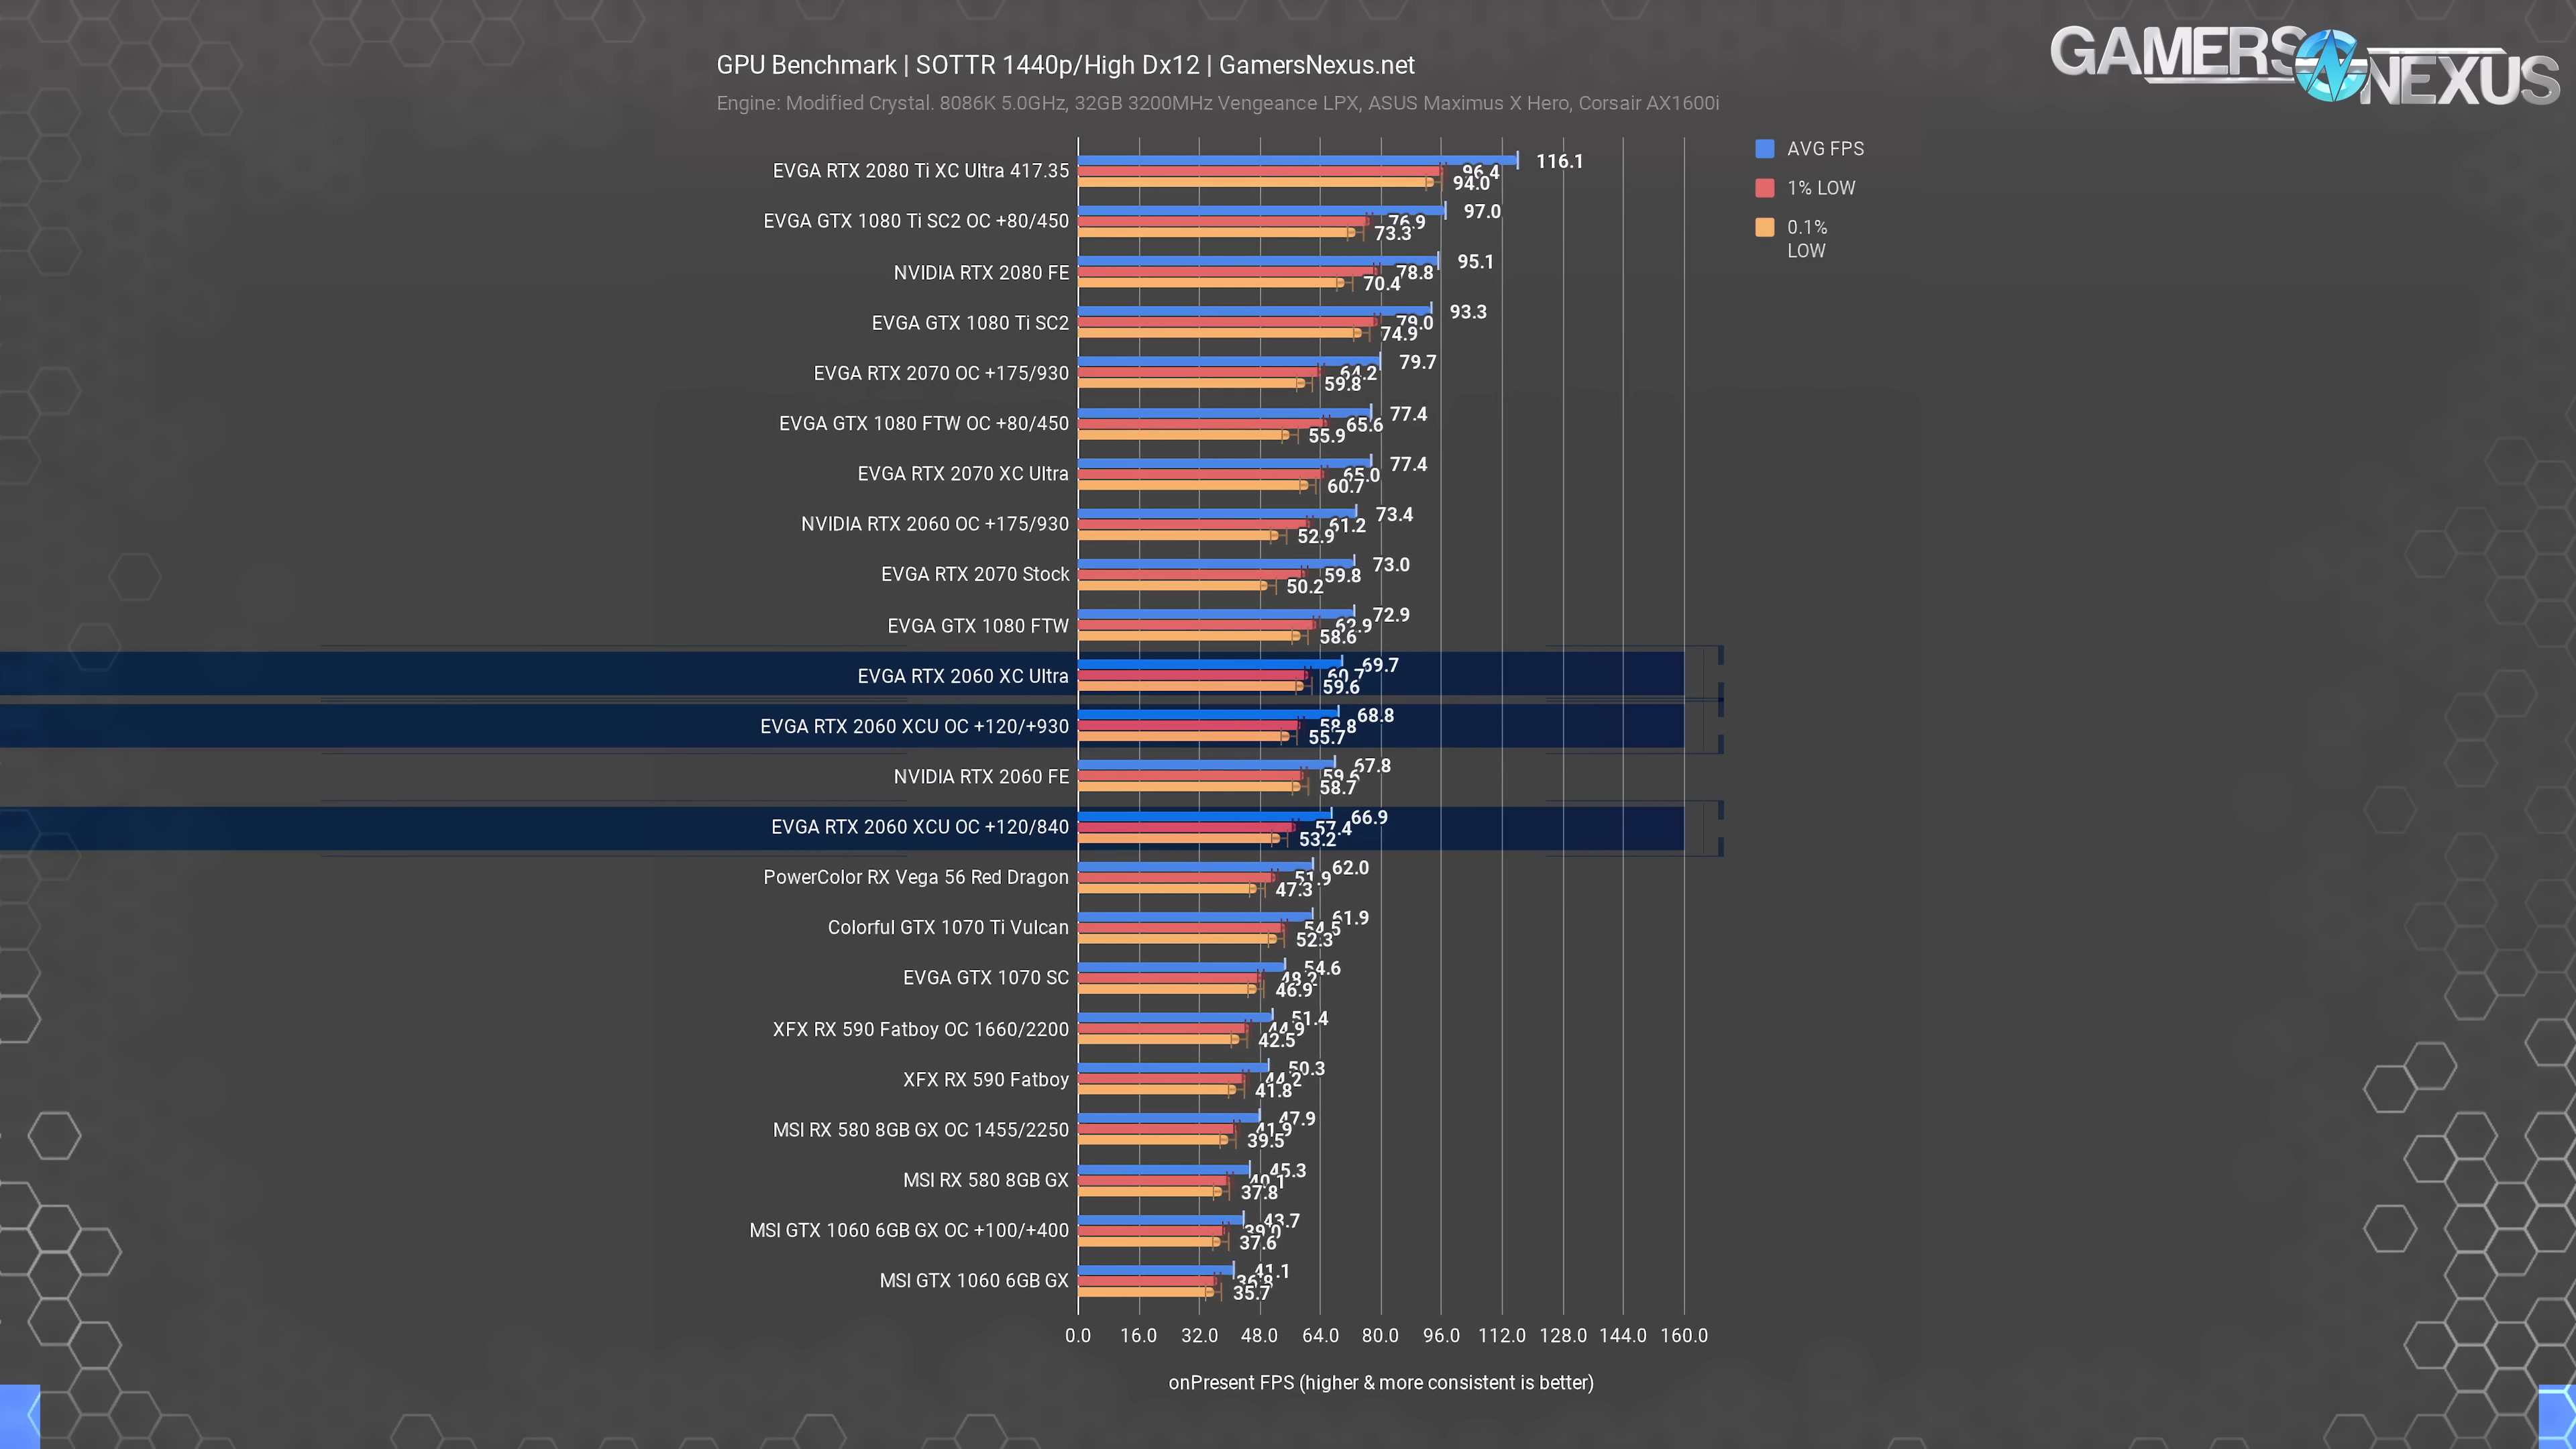 GAMERS NEXUS
GPU Benchmark | SOTTR 1440p/High Dx12 | GamersNexus.net
Engine: Modified Crystal. 8086K 5.0GHz, 32GB 3200MHz Vengeance LPX, ASUS Maximus X Hero, Corsair AX1600i
AVG FPS
1% LOW
0.1%
LOW
EVGA RTX 2080 Ti XC Ultra 417.35
116.1
96.4
94.0
EVGA GTX 1080 Ti SC2 OC +80/450
97.0
76.9
73.3
NVIDIA RTX 2080 FE
95.1
78.8
70.4
EVGA GTX 1080 Ti SC2
93.3
79.0
74.9
EVGA RTX 2070 OC +175/930
79.7
64.2
59.8
EVGA GTX 1080 FTW OC +80/450
77.4
65.6
55.9
EVGA RTX 2070 XC Ultra
77.4
65.0
60.7
NVIDIA RTX 2060 OC +175/930
73.4
61.2
52.9
EVGA RTX 2070 Stock
73.0
59.8
50.2
EVGA GTX 1080 FTW
72.9
62.9
58.6
EVGA RTX 2060 XC Ultra
69.7
60.7
59.6
EVGA RTX 2060 XCU OC +120/+930
68.8
58.8
55.7
NVIDIA RTX 2060 FE
67.8
59.6
58.7
EVGA RTX 2060 XCU OC +120/840
66.9
57.4
53.2
PowerColor RX Vega 56 Red Dragon
62.0
51.9
47.3
Colorful GTX 1070 Ti Vulcan
61.9
54.5
52.3
EVGA GTX 1070 SC
54.6
48.2
46.9
XFX RX 590 Fatboy OC 1660/2200
51.4
44.9
42.5
XFX RX 590 Fatboy
50.3
44.2
41.8
MSI RX 580 8GB GX OC 1455/2250
47.9
41.9
39.5
MSI RX 580 8GB GX
45.3
40.1
37.8
MSI GTX 1060 6GB GX OC +100/+400
43.7
39.0
37.6
MSI GTX 1060 6GB GX
41.1
36.8
35.7
0.0 16.0 32.0 48.0 64.0 80.0 96.0 112.0 128.0 144.0 160.0
onPresent FPS (higher & more consistent is better)